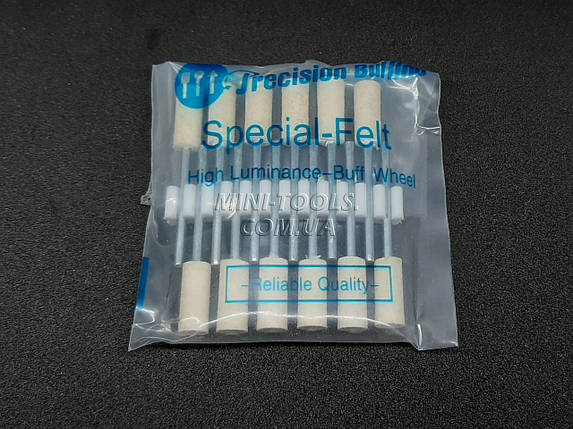 Precision Buffing
Special-Felt
High Luminance-Buff Wheel
MINI-TOOLS.
COM.UA
-Reliable Quality-